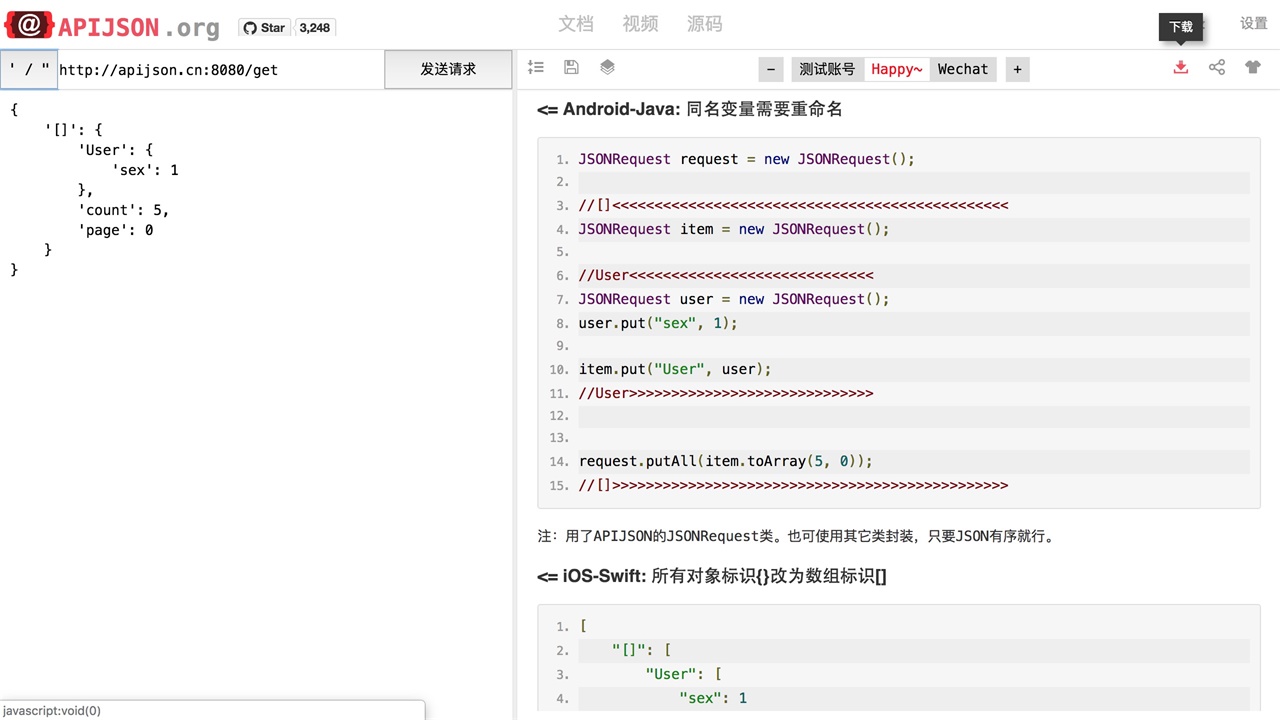 @ APIJSON.org Star 3,248 文档 视频 源码 下载 设置
' / " http://apijson.cn:8080/get 发送请求 - 测试账号 Happy~ Wechat +
{
    '[]': {
        'User': {
            'sex': 1
        },
        'count': 5,
        'page': 0
    }
}
<= Android-Java: 同名变量需要重命名
1. JSONRequest request = new JSONRequest();
2.
3. //[]<<<<<<<<<<<<<<<<<<<<<<<<<<<<<<<<<<<<<<<<<<<<<<<
4. JSONRequest item = new JSONRequest();
5.
6. //User<<<<<<<<<<<<<<<<<<<<<<<<<<<<<
7. JSONRequest user = new JSONRequest();
8. user.put("sex", 1);
9.
10. item.put("User", user);
11. //User>>>>>>>>>>>>>>>>>>>>>>>>>>>>>
12.
13.
14. request.putAll(item.toArray(5, 0));
15. //[]>>>>>>>>>>>>>>>>>>>>>>>>>>>>>>>>>>>>>>>>>>>>>>>
注: 用了APIJSON的JSONRequest类。也可使用其它类封装，只要JSON有序就行。
<= iOS-Swift: 所有对象标识{}改为数组标识[]
1. [
2.     "[]": [
3.         "User": [
4.             "sex": 1
javascript:void(0)